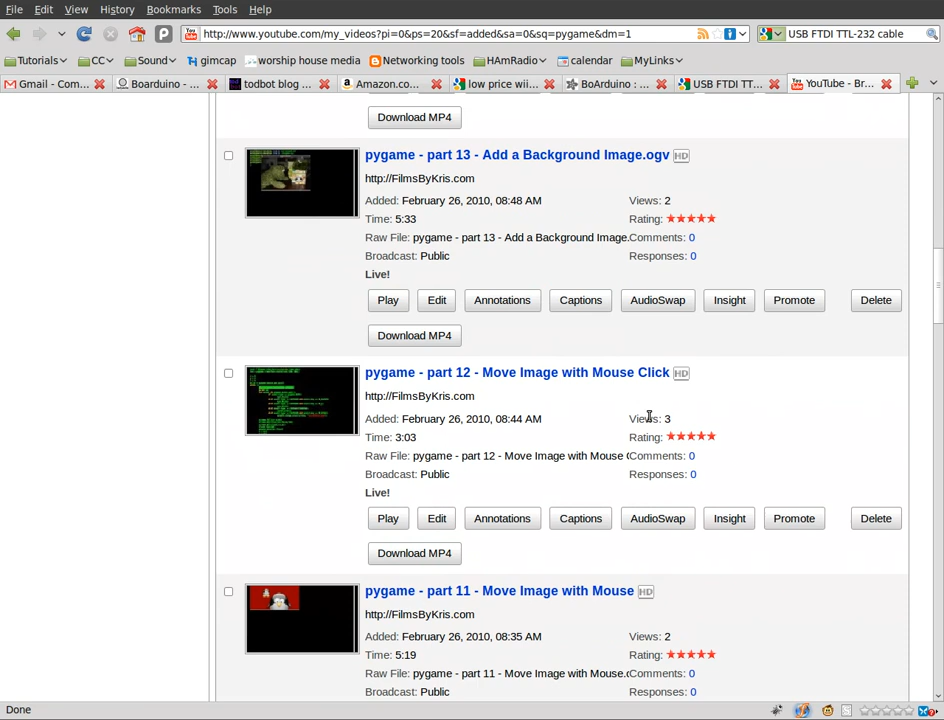 File Edit View History Bookmarks Tools Help
http://www.youtube.com/my_videos?pi=0&ps=20&sf=added&sa=0&sq=pygame&dm=1 USB FTDI TTL-232 cable
Tutorials CC Sound gimcap worship house media Networking tools HAmRadio calendar MyLinks
Gmail - Com... Boarduino - ... todbot blog ... Amazon.co... low price wii... BoArduino : ... USB FTDI TT... YouTube - Br...
Download MP4
pygame - part 13 - Add a Background Image.ogv HD
http://FilmsByKris.com
Added: February 26, 2010, 08:48 AM Views: 2
Time: 5:33 Rating:
Raw File: pygame - part 13 - Add a Background Image. Comments: 0
Broadcast: Public Responses: 0
Live!
Play Edit Annotations Captions AudioSwap Insight Promote Delete
Download MP4
pygame - part 12 - Move Image with Mouse Click HD
http://FilmsByKris.com
Added: February 26, 2010, 08:44 AM Views: 3
Time: 3:03 Rating:
Raw File: pygame - part 12 - Move Image with Mouse Comments: 0
Broadcast: Public Responses: 0
Live!
Play Edit Annotations Captions AudioSwap Insight Promote Delete
Download MP4
pygame - part 11 - Move Image with Mouse HD
http://FilmsByKris.com
Added: February 26, 2010, 08:35 AM Views: 2
Time: 5:19 Rating:
Raw File: pygame - part 11 - Move Image with Mouse. Comments: 0
Broadcast: Public Responses: 0
Done